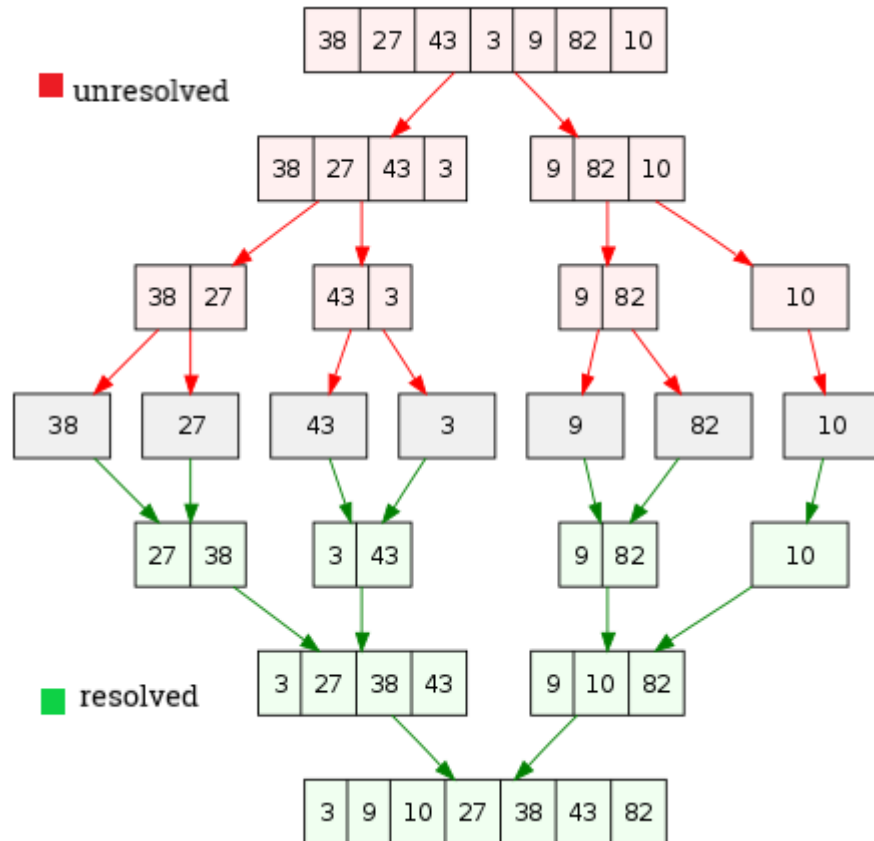 38 27 43 3 9 82 10
unresolved
38 27 43 3 9 82 10
38 27 43 3 9 82 10
38 27 43 3 9 82 10
27 38 3 43 9 82 10
3 27 38 43 9 10 82
resolved
3 9 10 27 38 43 82